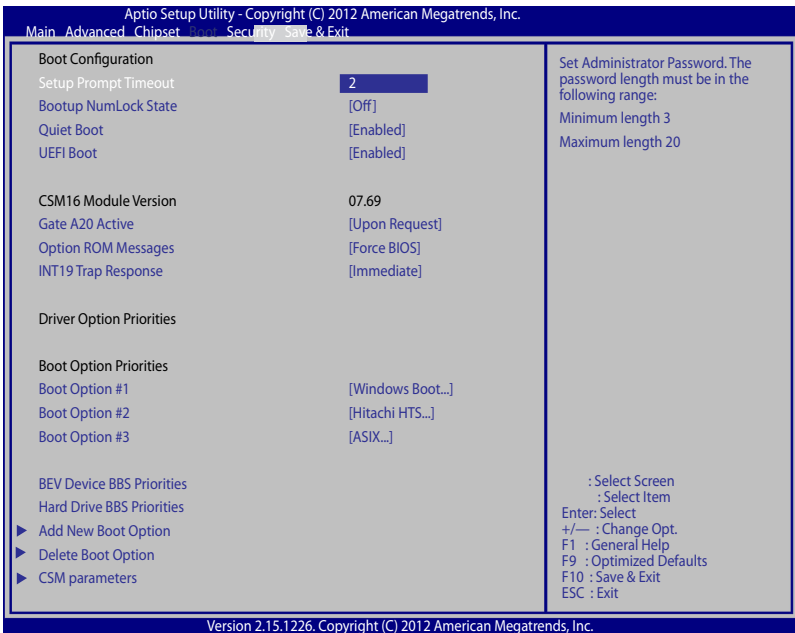 Aptio Setup Utility - Copyright (C) 2012 American Megatrends, Inc.
Main Advanced Chipset Boot Security Save & Exit
Boot Configuration
Setup Prompt Timeout 2
Bootup NumLock State [Off]
Quiet Boot [Enabled]
UEFI Boot [Enabled]
CSM16 Module Version 07.69
Gate A20 Active [Upon Request]
Option ROM Messages [Force BIOS]
INT19 Trap Response [Immediate]
Driver Option Priorities
Boot Option Priorities
Boot Option #1 [Windows Boot...]
Boot Option #2 [Hitachi HTS...]
Boot Option #3 [ASIX...]
BEV Device BBS Priorities
Hard Drive BBS Priorities
Add New Boot Option
Delete Boot Option
CSM parameters
Set Administrator Password. The
password length must be in the
following range:
Minimum length 3
Maximum length 20
: Select Screen
: Select Item
Enter: Select
+/— : Change Opt.
F1 : General Help
F9 : Optimized Defaults
F10 : Save & Exit
ESC : Exit
Version 2.15.1226. Copyright (C) 2012 American Megatrends, Inc.